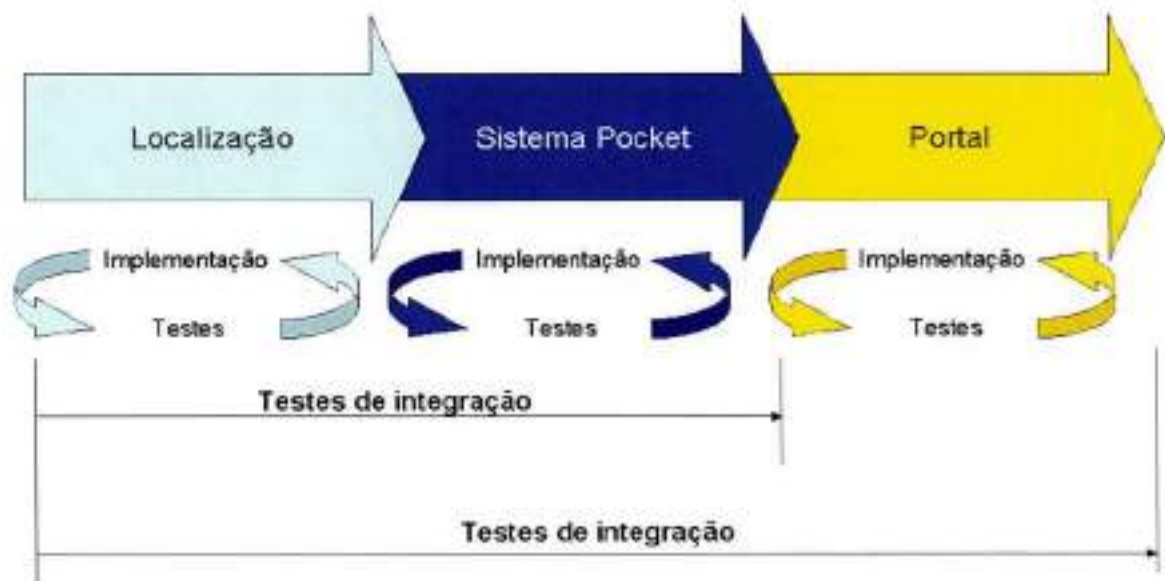 Localização Sistema Pocket Portal
Implementação Implementação Implementação
Testes Testes Testes
Testes de integração
Testes de integração